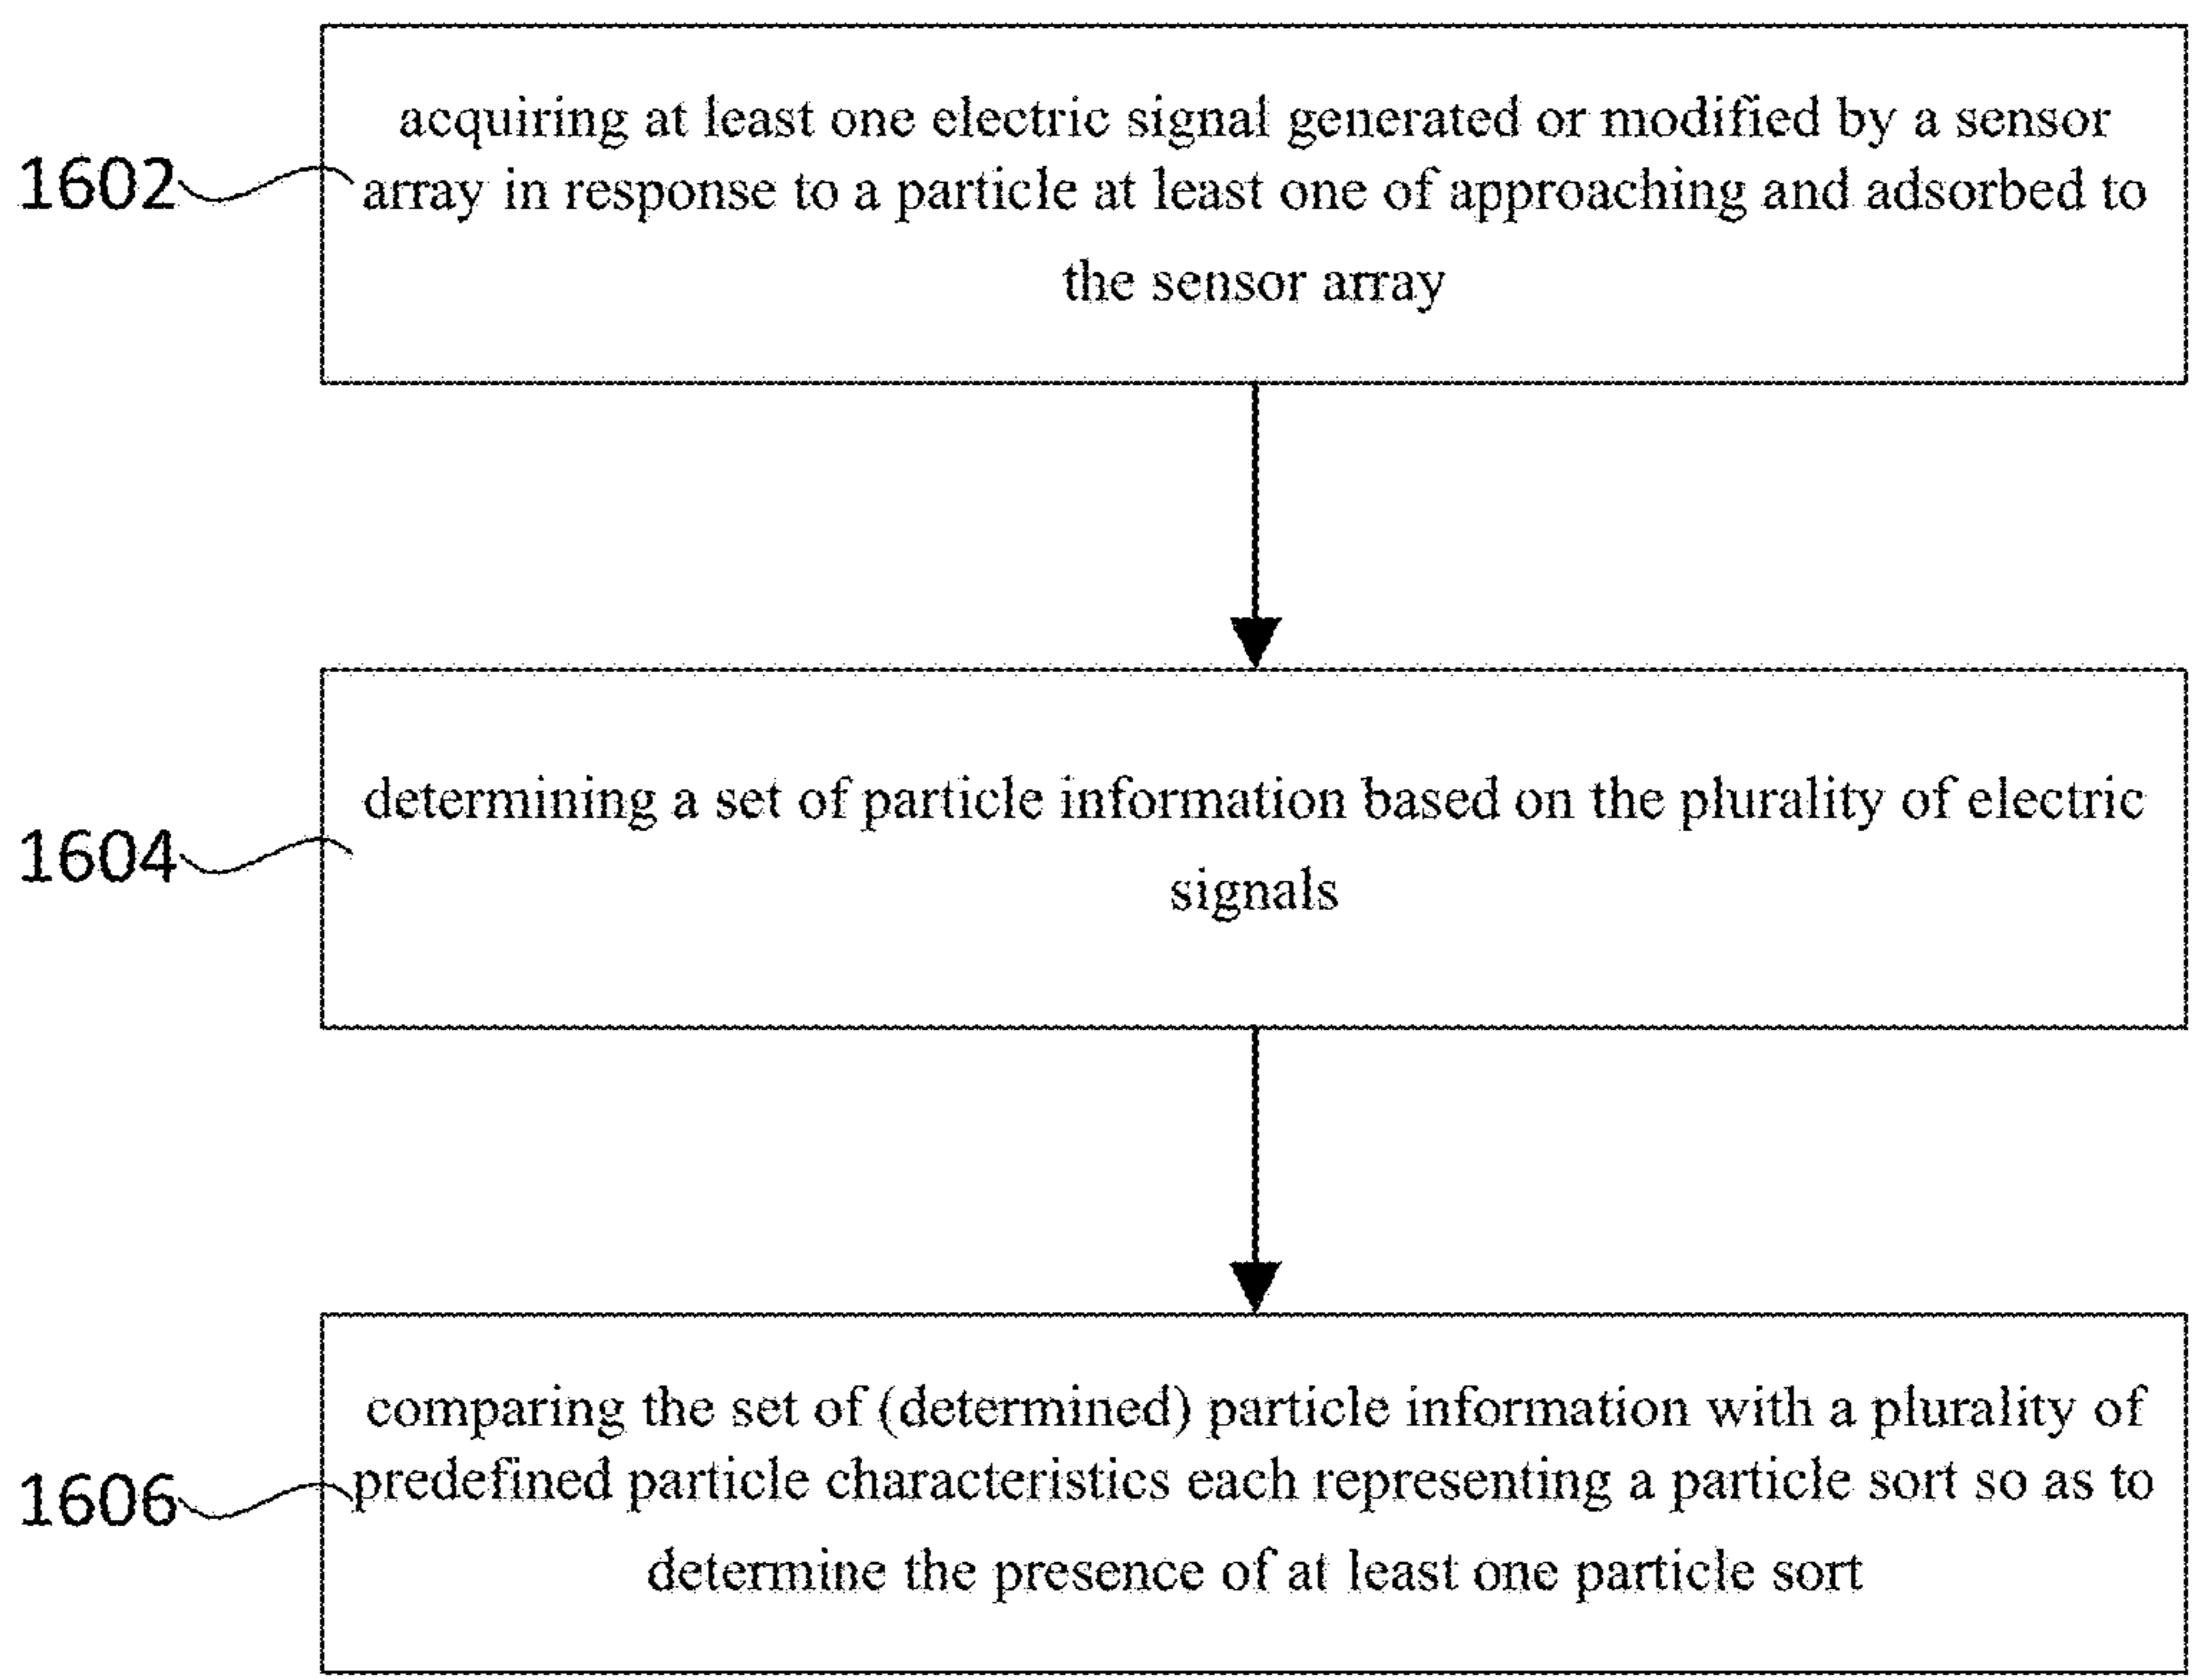 acquiring at least one electric signal generated or modified by a sensor
1602 array in response to a particle at least one of approaching and adsorbed to
the sensor array
determining a set of particle information based on the plurality of electric
1604
signals
comparing the set of (determined) particle information with a plurality of
1606 predefined particle characteristics each representing a particle sort so as to
determine the presence of at least one particle sort